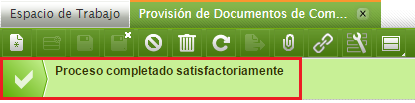 Espacio de Trabajo
Provisión de Documentos de Com...
Proceso completado satisfactoriamente